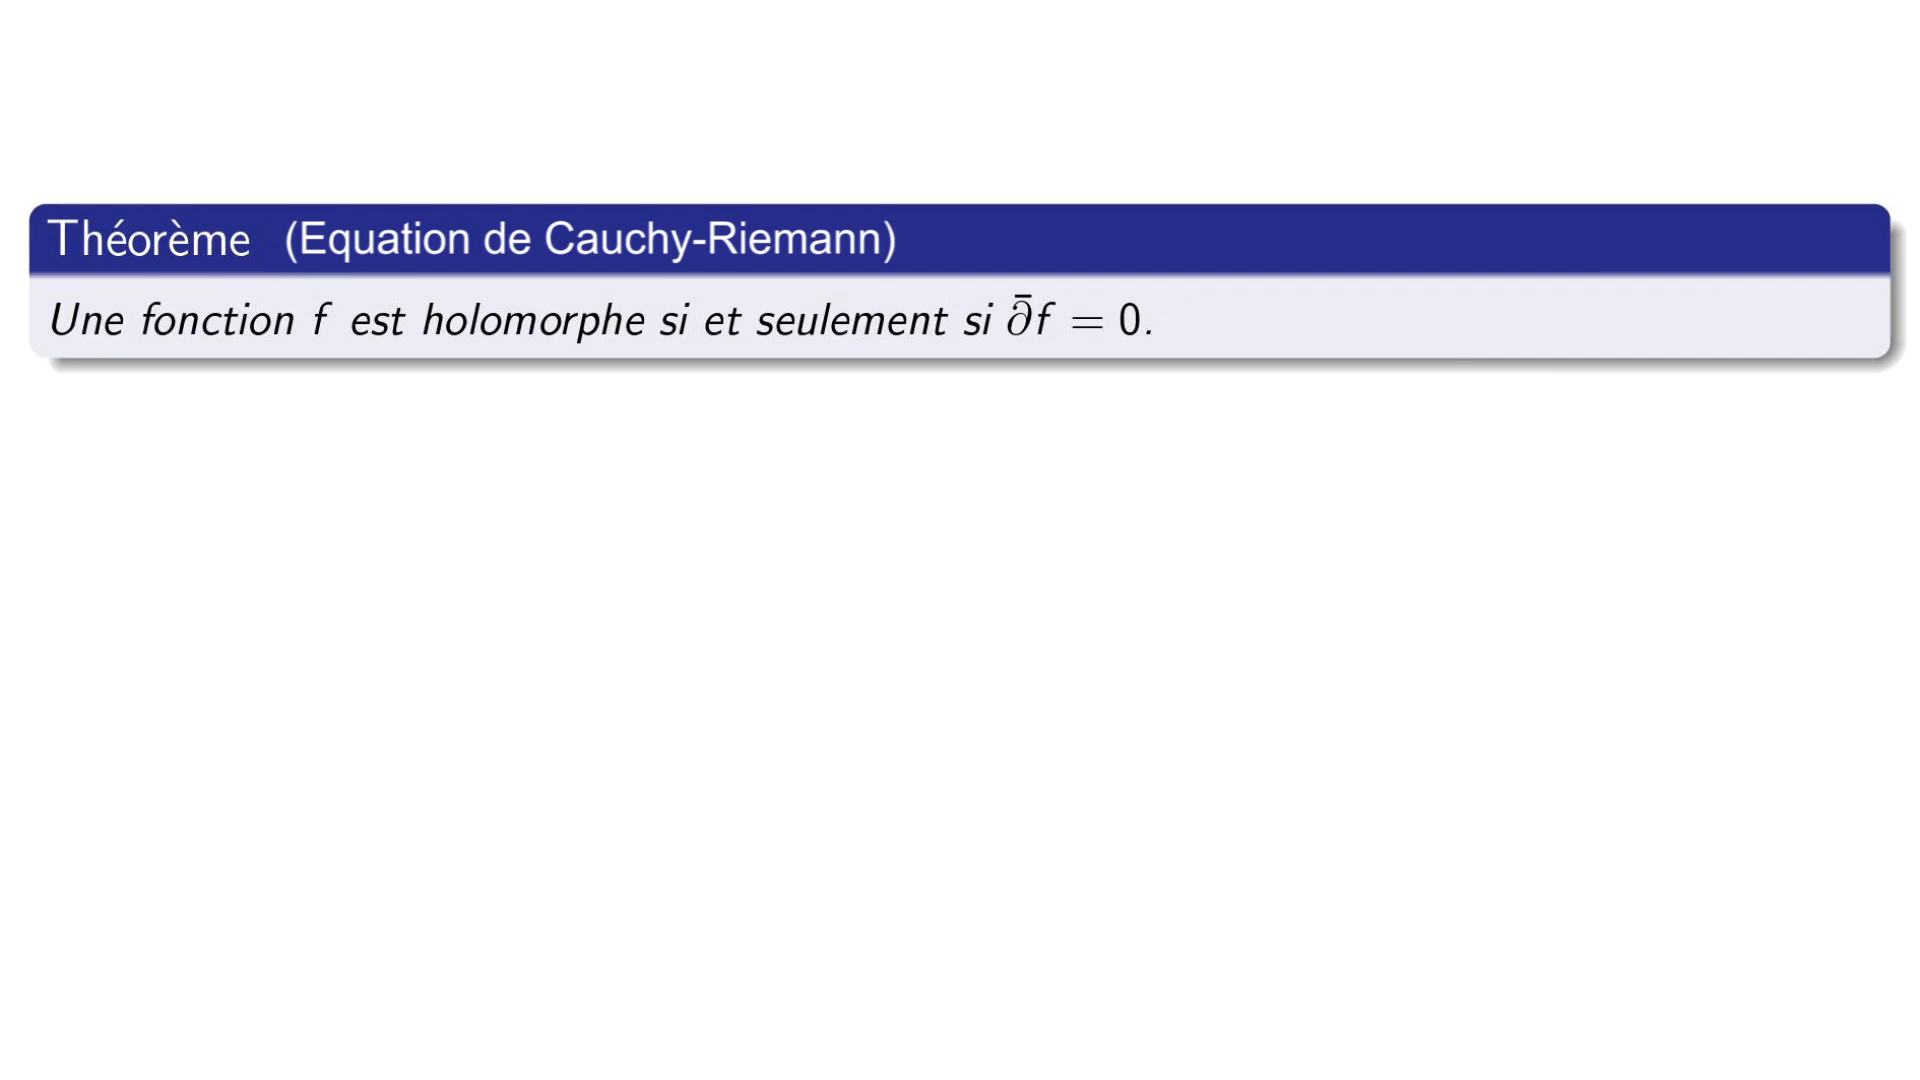 Théorème (Equation de Cauchy-Riemann)
Une fonction f est holomorphe si et seulement si ∂̄f = 0.